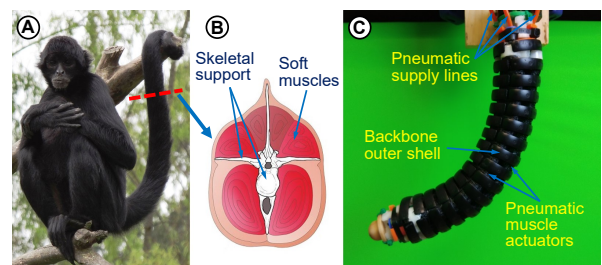 A
B
C
Skeletal
support
Soft
muscles
Pneumatic
supply lines
Backbone
outer shell
Pneumatic
muscle
actuators